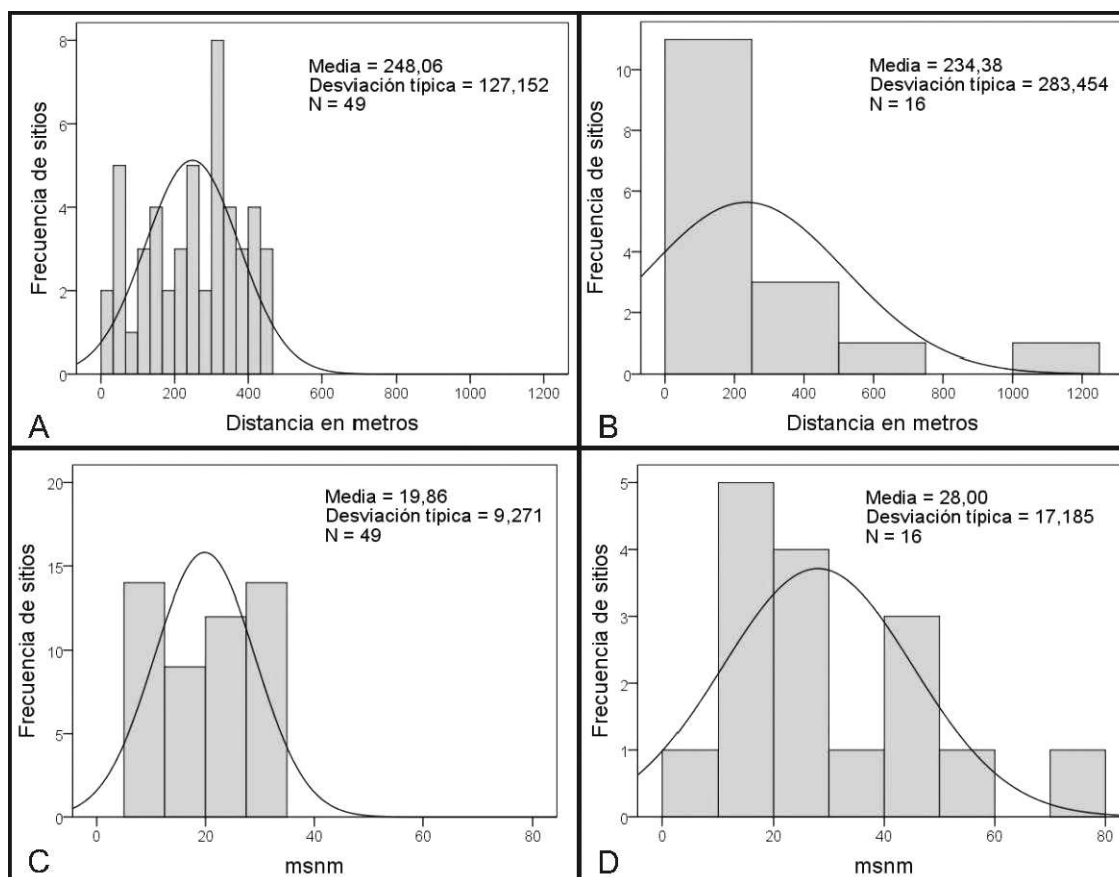 Media = 248,06
Desviación típica = 127,152
N = 49
Frecuencia de sitios
8
6
4
2
0
0 200 400 600 800 1000 1200
Distancia en metros
A
Media = 234,38
Desviación típica = 283,454
N = 16
Frecuencia de sitios
10
8
6
4
2
0
0 200 400 600 800 1000 1200
Distancia en metros
B
Media = 19,86
Desviación típica = 9,271
N = 49
Frecuencia de sitios
20
15
10
5
0
0 20 40 60 80
msnm
C
Media = 28,00
Desviación típica = 17,185
N = 16
Frecuencia de sitios
5
4
3
2
1
0
0 20 40 60 80
msnm
D